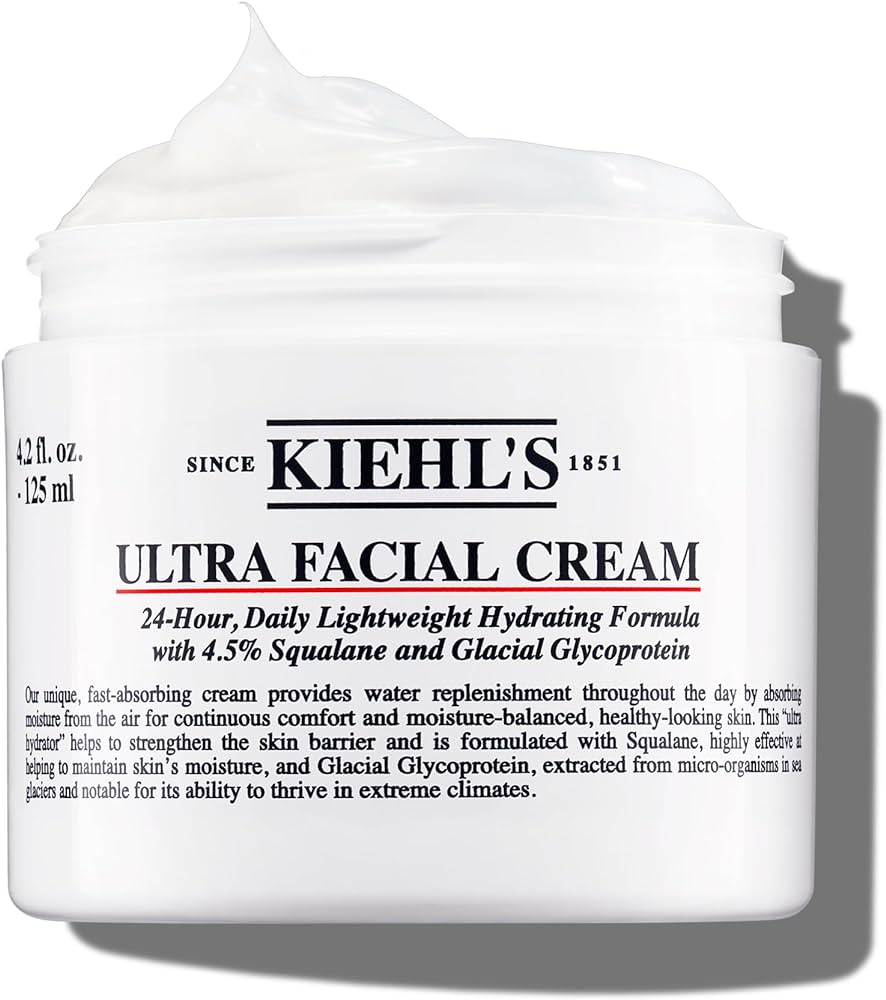 4.2 fl. oz.
- 125 ml
SINCE KIEHL'S 1851
ULTRA FACIAL CREAM
24-Hour, Daily Lightweight Hydrating Formula
with 4.5% Squalane and Glacial Glycoprotein
Our unique, fast-absorbing cream provides water replenishment throughout the day by absorbing
moisture from the air for continuous comfort and moisture-balanced, healthy-looking skin. This “ultra
hydrator” helps to strengthen the skin barrier and is formulated with Squalane, highly effective at
helping to maintain skin’s moisture, and Glacial Glycoprotein, extracted from micro-organisms in sea
glaciers and notable for its ability to thrive in extreme climates.